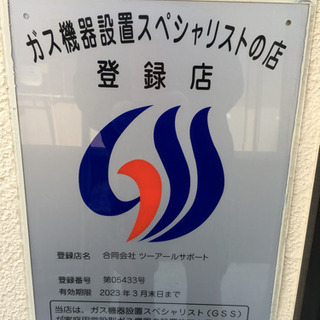 ガス機器設置スペシャリストの店
登録店
登録店名 合同会社 ツーアールサポート
登録番号 第05433号
有効期限 2023年3月末日まで
当店は、ガス機器設置スペシャリスト(GSS)